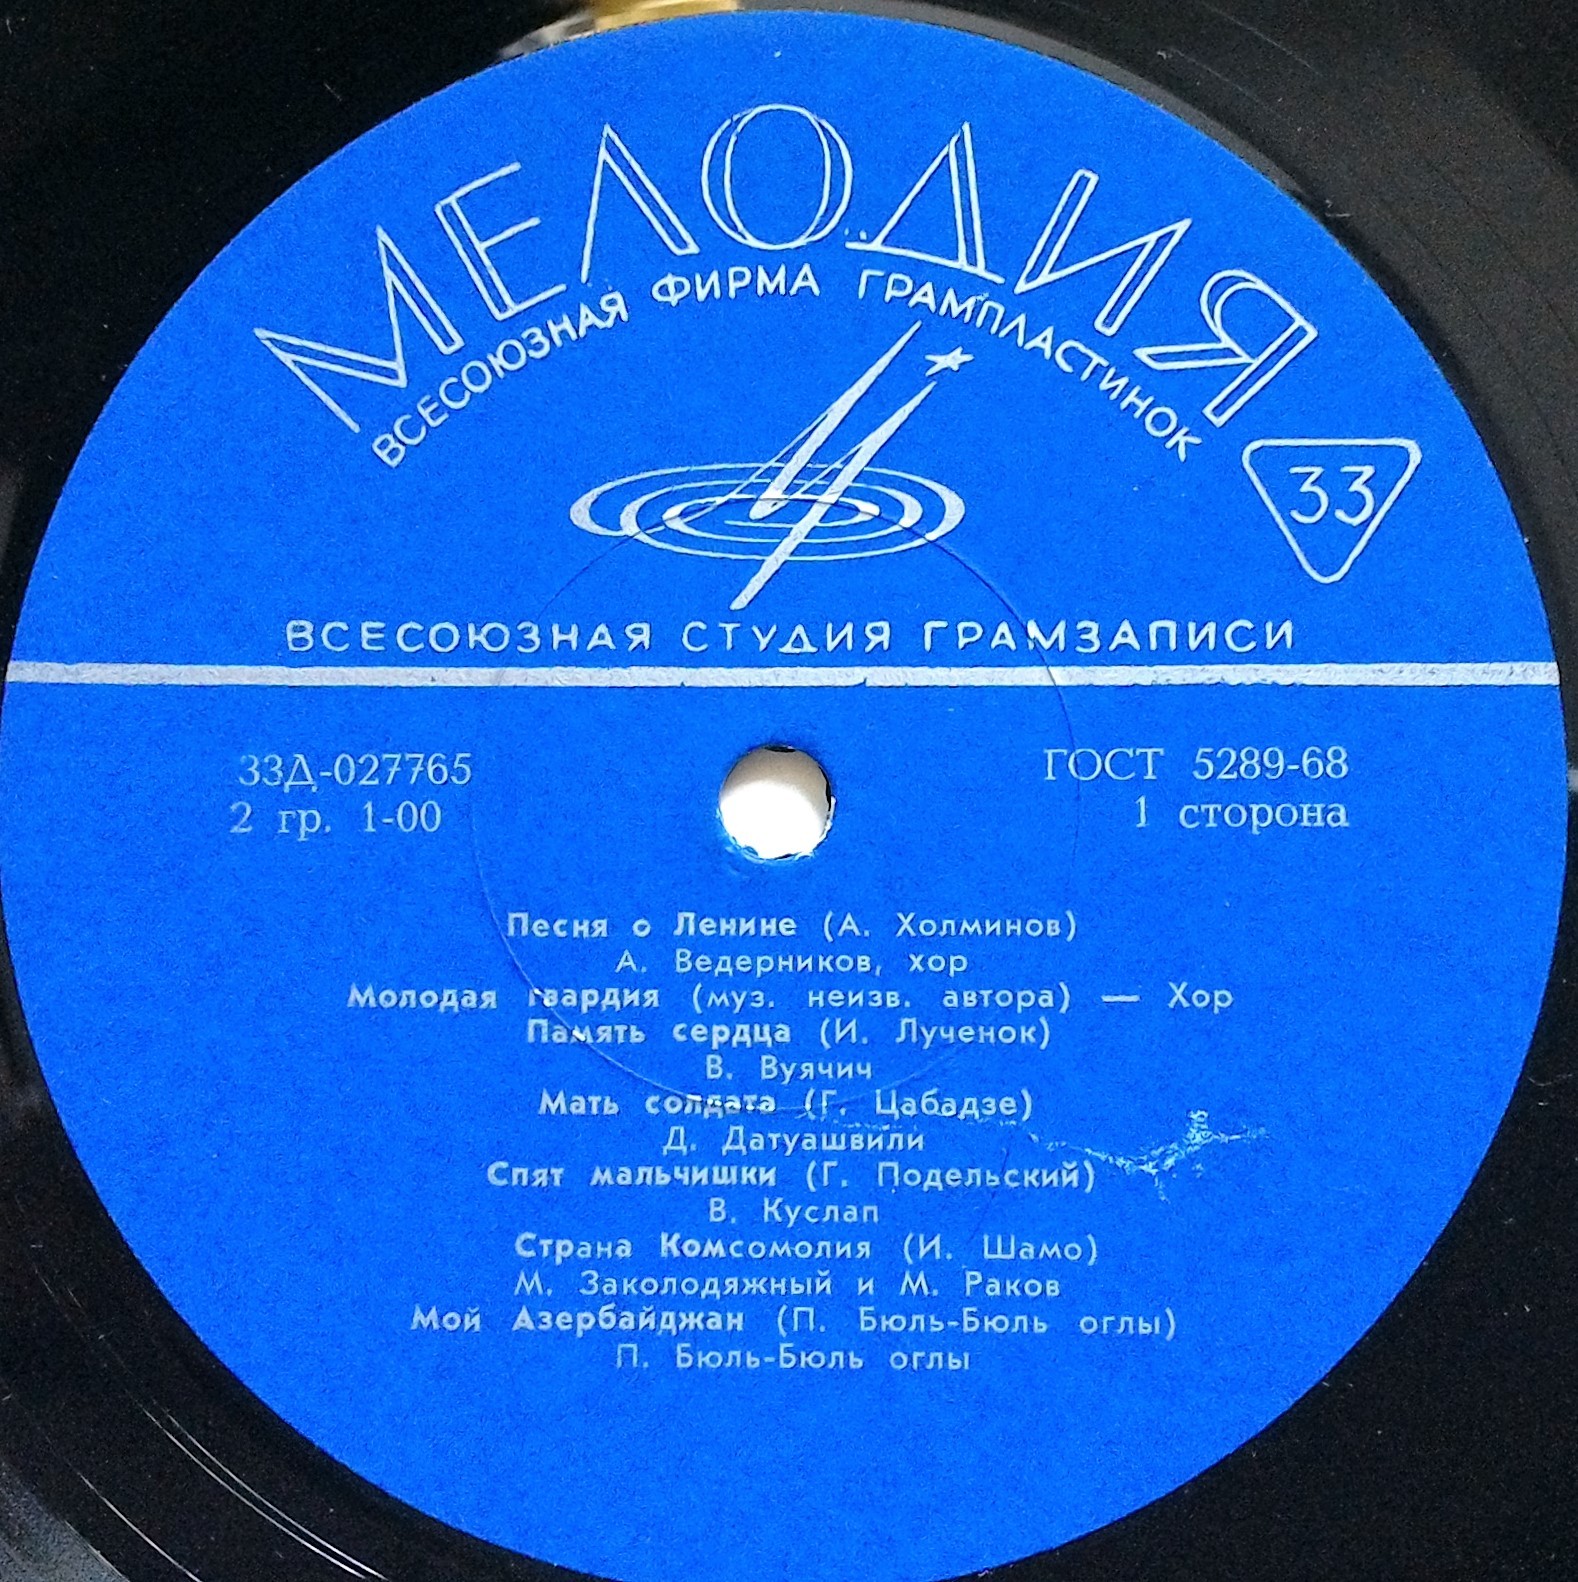 МЕЛОДИЯ
ВСЕСОЮЗНАЯ ФИРМА ГРАМПЛАСТИНОК
33
ВСЕСОЮЗНАЯ СТУДИЯ ГРАМЗАПИСИ
33Д-027765
2 гр. 1-00
ГОСТ 5289-68
1 сторона
Песня о Ленине (А. Холминов)
А. Ведерников, хор
Молодая гвардия (муз. неизв. автора) — Хор
Память сердца (И. Лученок)
В. Вуячич
Мать солдата (Г. Цабадзе)
Д. Датуашвили
Спят мальчишки (Г. Подельский)
В. Куслап
Страна Комсомолия (И. Шамо)
М. Заколодяжный и М. Раков
Мой Азербайджан (П. Бюль-Бюль оглы)
П. Бюль-Бюль оглы